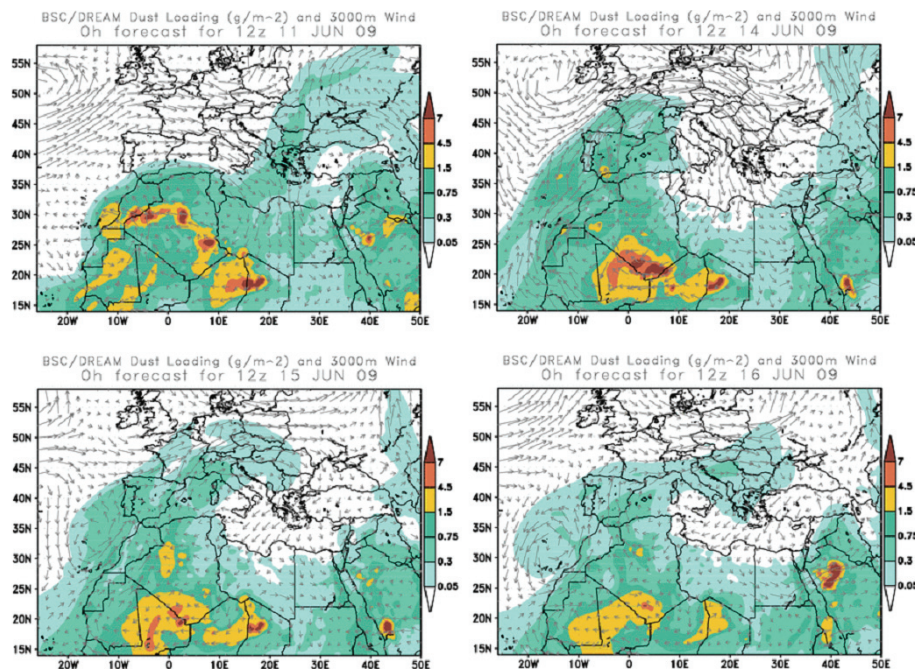 BSC/DREAM Dust Loading (g/m^2) and 3000m Wind
0h forecast for 12z 11 JUN 09
55N
50N
45N
40N
35N
30N
25N
20N
15N
20W 10W 0 10E 20E 30E 40E 50E
7
4.5
1.5
0.75
0.3
0.05
BSC/DREAM Dust Loading (g/m^2) and 3000m Wind
0h forecast for 12z 14 JUN 09
55N
50N
45N
40N
35N
30N
25N
20N
15N
20W 10W 0 10E 20E 30E 40E 50E
7
4.5
1.5
0.75
0.3
0.05
BSC/DREAM Dust Loading (g/m^2) and 3000m Wind
0h forecast for 12z 15 JUN 09
55N
50N
45N
40N
35N
30N
25N
20N
15N
20W 10W 0 10E 20E 30E 40E 50E
7
4.5
1.5
0.75
0.3
0.05
BSC/DREAM Dust Loading (g/m^2) and 3000m Wind
0h forecast for 12z 16 JUN 09
55N
50N
45N
40N
35N
30N
25N
20N
15N
20W 10W 0 10E 20E 30E 40E 50E
7
4.5
1.5
0.75
0.3
0.05